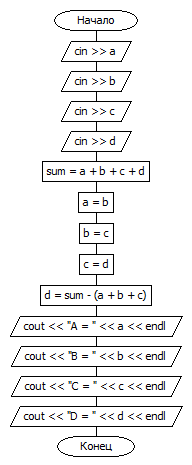 Начало
cin >> a
cin >> b
cin >> c
cin >> d
sum = a + b + c + d
a = b
b = c
c = d
d = sum - (a + b + c)
cout << "A = " << a << endl
cout << "B = " << b << endl
cout << "C = " << c << endl
cout << "D = " << d << endl
Конец